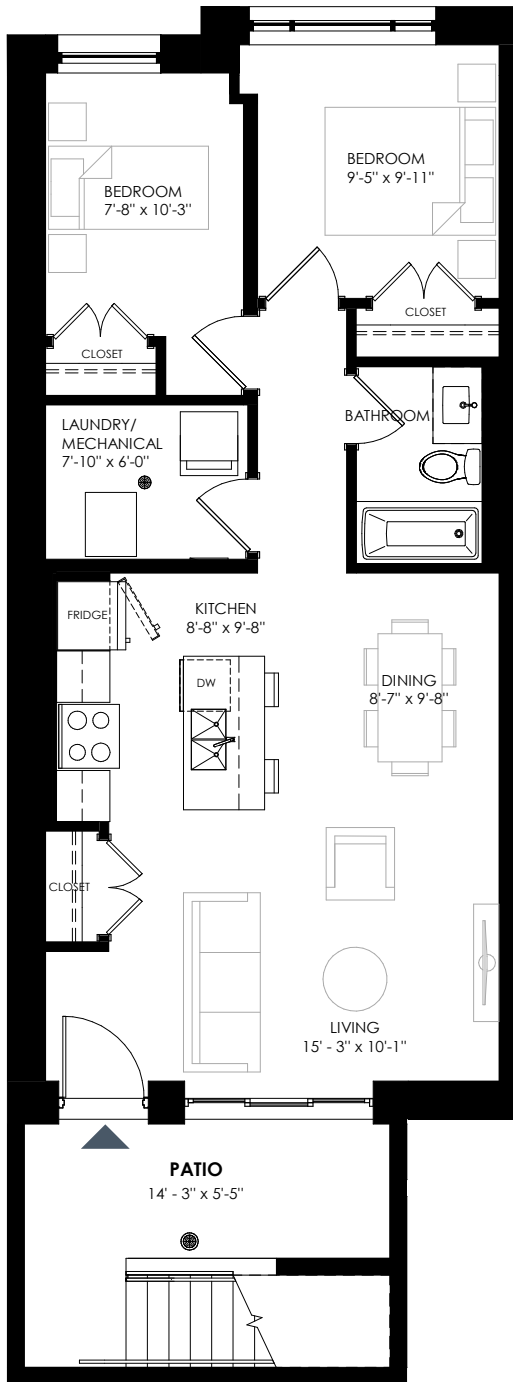 BEDROOM
9'-5" x 9'-11"
BEDROOM
7'-8" x 10'-3"
CLOSET
CLOSET
BATHROOM
LAUNDRY/
MECHANICAL
7'-10" x 6'-0"
FRIDGE
KITCHEN
8'-8" x 9'-8"
DW
DINING
8'-7" x 9'-8"
CLOSET
LIVING
15' - 3" x 10'-1"
PATIO
14' - 3" x 5'-5"